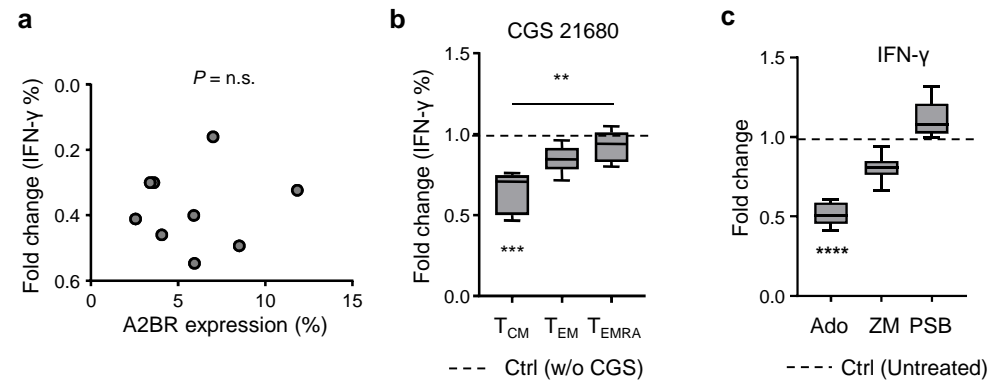 a
P = n.s.
0.0
0.2
0.4
0.6
Fold change (IFN-γ %)
0
5
10
15
A2BR expression (%)
b
CGS 21680
1.5
1.0
0.5
0.0
Fold change (IFN-γ %)
**
***
TCM TEM TEMRA
Ctrl (w/o CGS)
c
IFN-γ
1.5
1.0
0.5
0.0
Fold change
****
Ado ZM PSB
Ctrl (Untreated)